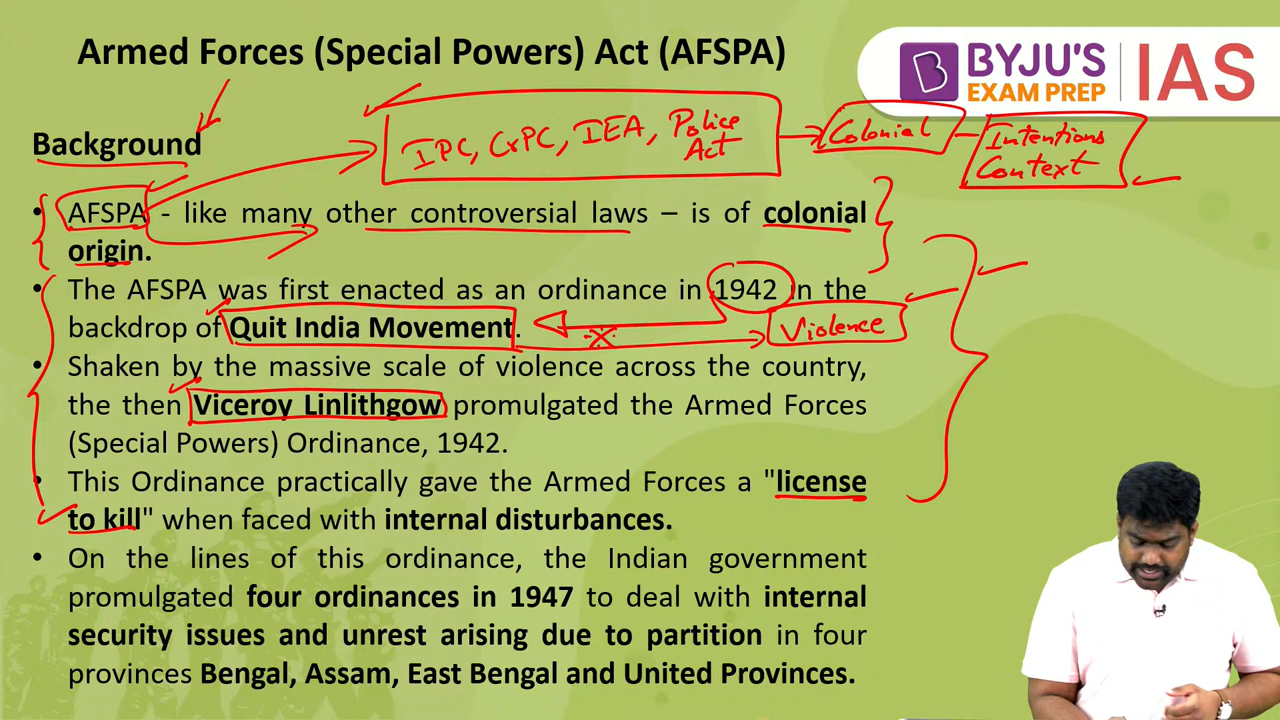 Armed Forces (Special Powers) Act (AFSPA)
BYJU'S
EXAM PREP
IAS
Background
IPC, CrPC, IEA, Police
Act
Colonial
Intentions
Context
• AFSPA - like many other controversial laws – is of colonial
origin.
• The AFSPA was first enacted as an ordinance in 1942 in the
backdrop of Quit India Movement.
Violence
• Shaken by the massive scale of violence across the country,
the then Viceroy Linlithgow promulgated the Armed Forces
(Special Powers) Ordinance, 1942.
• This Ordinance practically gave the Armed Forces a "license
to kill" when faced with internal disturbances.
• On the lines of this ordinance, the Indian government
promulgated four ordinances in 1947 to deal with internal
security issues and unrest arising due to partition in four
provinces Bengal, Assam, East Bengal and United Provinces.